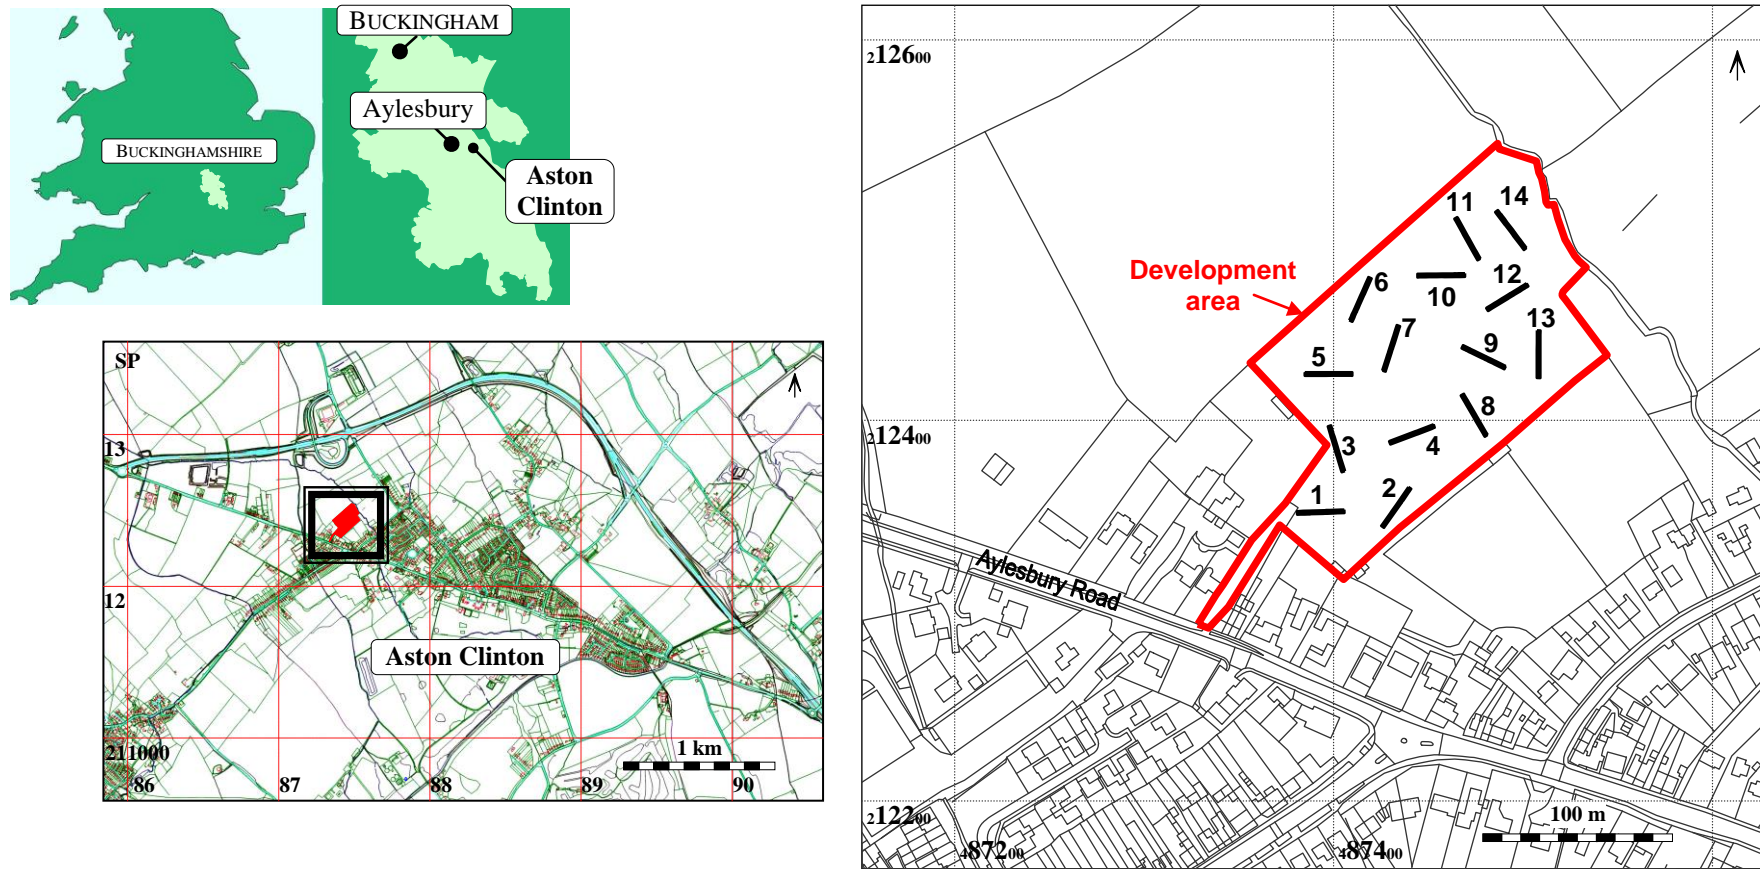 BUCKINGHAM
Aylesbury
BUCKINGHAMSHIRE
Aston
Clinton
SP
13
12
211000
86
87
88
89
90
1 km
Aston Clinton
212600
212400
212200
487200
487400
Development
area
11
14
6
10
12
7
13
5
9
8
3
4
1
2
Aylesbury Road
100 m